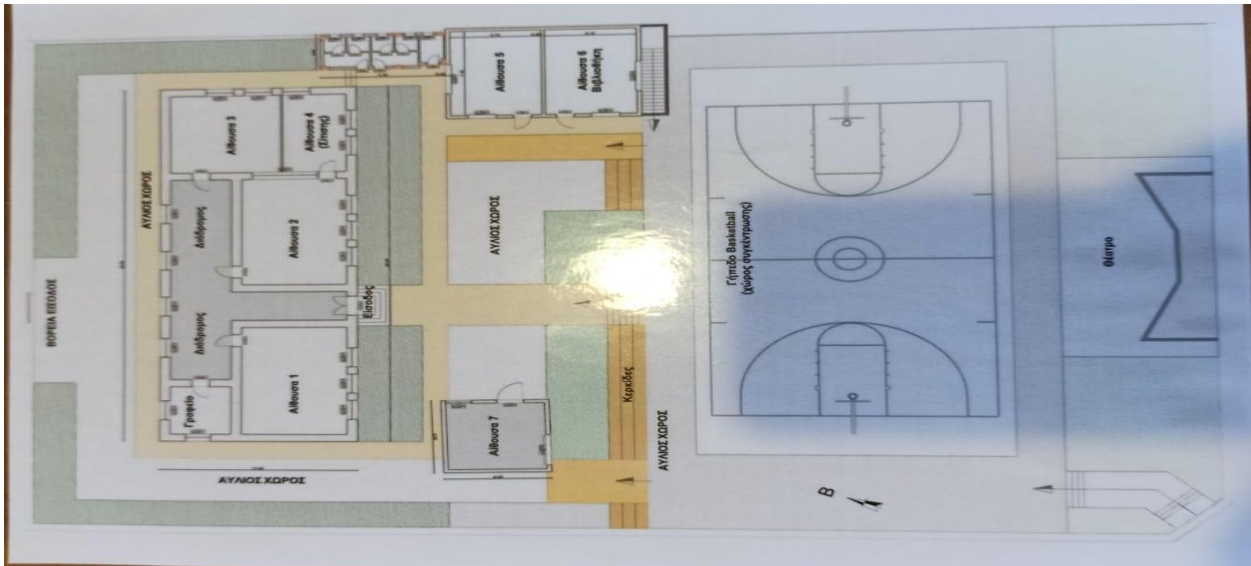 ΒΟΡΕΙΑ ΕΙΣΟΔΟΣ
ΑΥΛΙΟΣ ΧΩΡΟΣ
Γραφείο
Διάδρομος
Διάδρομος
Αίθουσα 3
Αίθουσα 4
(Σίτισης)
Αίθουσα 1
Αίθουσα 2
ΑΥΛΙΟΣ ΧΩΡΟΣ
Είσοδος
Αίθουσα 5
Αίθουσα 6
Βιβλιοθήκη
Αίθουσα 7
ΑΥΛΙΟΣ ΧΩΡΟΣ
Κερκίδες
ΑΥΛΙΟΣ ΧΩΡΟΣ
Γήπεδο Basketball
(χώρος συγκέντρωσης)
Β
Θέατρο